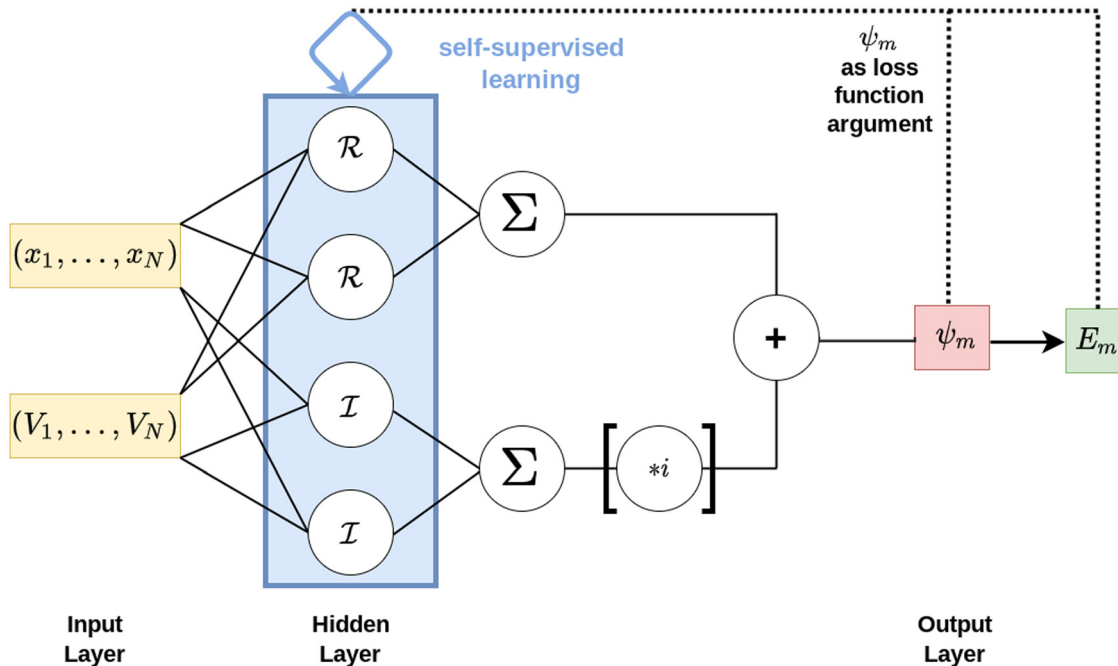 self-supervised
learning
ψ_m
as loss
function
argument
ℛ
ℛ
ℐ
ℐ
(x_1, ..., x_N)
(V_1, ..., V_N)
Σ
Σ
[*i]
+
ψ_m
E_m
Input
Layer
Hidden
Layer
Output
Layer